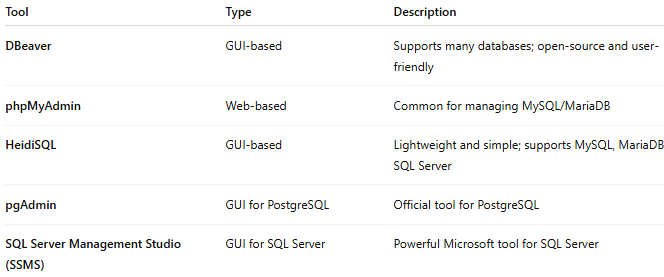 Tool Type Description
DBeaver GUI-based Supports many databases; open-source and user-
friendly
phpMyAdmin Web-based Common for managing MySQL/MariaDB
HeidiSQL GUI-based Lightweight and simple; supports MySQL, MariaDB
SQL Server
pgAdmin GUI for PostgreSQL Official tool for PostgreSQL
SQL Server Management Studio GUI for SQL Server Powerful Microsoft tool for SQL Server
(SSMS)